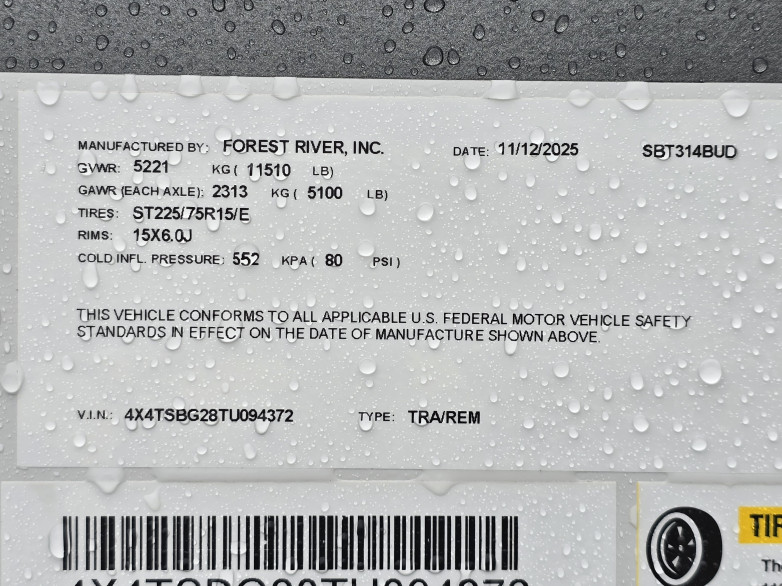 MANUFACTURED BY: FOREST RIVER, INC. DATE: 11/12/2025 SBT314BUD
GVWR: 5221 KG ( 11510 LB)
GAWR (EACH AXLE): 2313 KG ( 5100 LB)
TIRES: ST225/75R15/E
RIMS: 15X6.0J
COLD INFL. PRESSURE: 552 KPA ( 80 PSI )
THIS VEHICLE CONFORMS TO ALL APPLICABLE U.S. FEDERAL MOTOR VEHICLE SAFETY
STANDARDS IN EFFECT ON THE DATE OF MANUFACTURE SHOWN ABOVE.
V.I.N.: 4X4TSBG28TU094372 TYPE: TRA/REM
4X4TSBG28TU094372